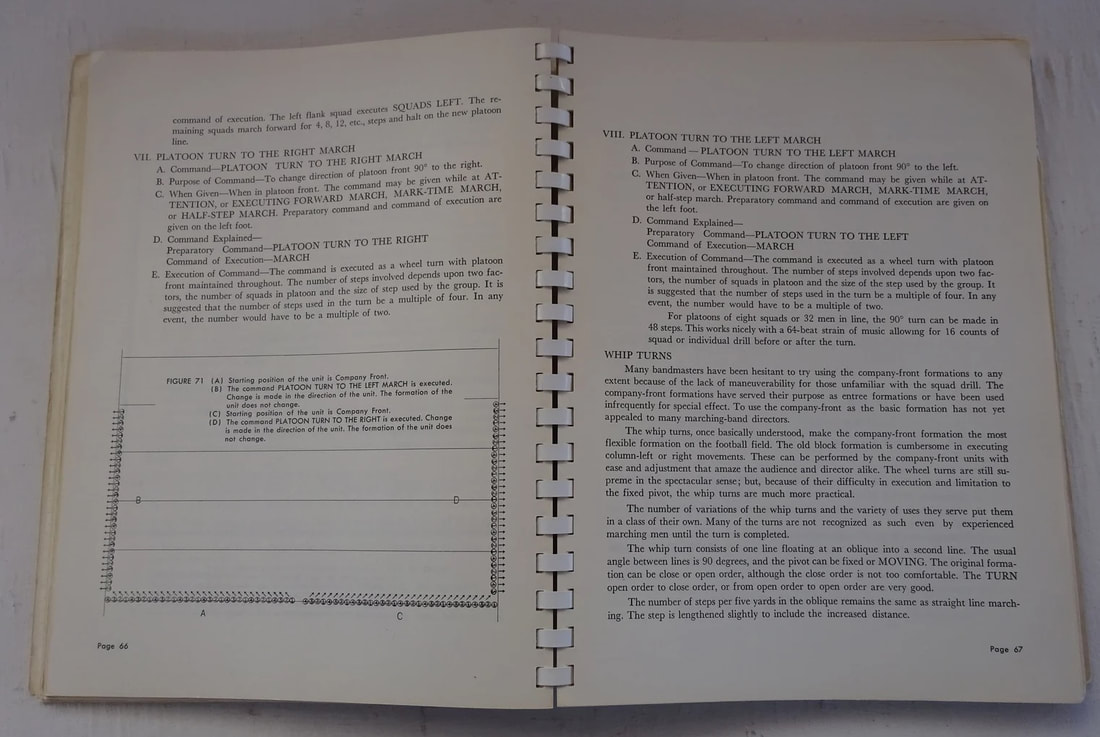 command of execution. The left flank squad executes SQUADS LEFT. The re-
maining squads march forward for 4, 8, 12, etc., steps and halt on the new platoon
line.
VII. PLATOON TURN TO THE RIGHT MARCH
A. Command—PLATOON TURN TO THE RIGHT MARCH
B. Purpose of Command—To change direction of platoon front 90° to the right.
C. When Given—When in platoon front. The command may be given while at AT-
TENTION, or EXECUTING FORWARD MARCH, MARK-TIME MARCH,
or HALF-STEP MARCH. Preparatory command and command of execution are
given on the left foot.
D. Command Explained—
Preparatory Command—PLATOON TURN TO THE RIGHT
Command of Execution—MARCH
E. Execution of Command—The command is executed as a wheel turn with platoon
front maintained throughout. The number of steps involved depends upon two fac-
tors, the number of squads in platoon and the size of step used by the group. It is
suggested that the number of steps used in the turn be a multiple of four. In any
event, the number would have to be a multiple of two.
FIGURE 71 (A) Starting position of the unit is Company Front.
(B) The command PLATOON TURN TO THE LEFT MARCH is executed.
Change is made in the direction of the unit. The formation of the
unit does not change.
(C) Starting position of the unit is Company Front.
(D) The command PLATOON TURN TO THE RIGHT is executed. Change
is made in the direction of the unit. The formation of the unit does
not change.
B
D
A
C
Page 66
VIII. PLATOON TURN TO THE LEFT MARCH
A. Command — PLATOON TURN TO THE LEFT MARCH
B. Purpose of Command—To change direction of platoon front 90° to the left.
C. When Given—When in platoon front. The command may be given while at AT-
TENTION, or EXECUTING FORWARD MARCH, MARK-TIME MARCH,
or half-step march. Preparatory command and command of execution are given on
the left foot.
D. Command Explained—
Preparatory Command—PLATOON TURN TO THE LEFT
Command of Execution—MARCH
E. Execution of Command—The command is executed as a wheel turn with platoon
front maintained throughout. The number of steps involved depends upon two fac-
tors, the number of squads in platoon and the size of the step used by the group. It
is suggested that the number of steps used in the turn be a multiple of four. In any
event, the number would have to be a multiple of two.
For platoons of eight squads or 32 men in line, the 90° turn can be made in
48 steps. This works nicely with a 64-beat strain of music allowing for 16 counts of
squad or individual drill before or after the turn.
WHIP TURNS
Many bandmasters have been hesitant to try using the company-front formations to any
extent because of the lack of maneuverability for those unfamiliar with the squad drill. The
company-front formations have served their purpose as entree formations or have been used
infrequently for special effect. To use the company-front as the basic formation has not yet
appealed to many marching-band directors.
The whip turns, once basically understood, make the company-front formation the most
flexible formation on the football field. The old block formation is cumbersome in executing
column-left or right movements. These can be performed by the company-front units with
ease and adjustment that amaze the audience and director alike. The wheel turns are still su-
preme in the spectacular sense; but, because of their difficulty in execution and limitation to
the fixed pivot, the whip turns are much more practical.
The number of variations of the whip turns and the variety of uses they serve put them
in a class of their own. Many of the turns are not recognized as such even by experienced
marching men until the turn is completed.
The whip turn consists of one line floating at an oblique into a second line. The usual
angle between lines is 90 degrees, and the pivot can be fixed or MOVING. The original forma-
tion can be close or open order, although the close order is not too comfortable. The TURN
open order to close order, or from open order to open order are very good.
The number of steps per five yards in the oblique remains the same as straight line march-
ing. The step is lengthened slightly to include the increased distance.
Page 67